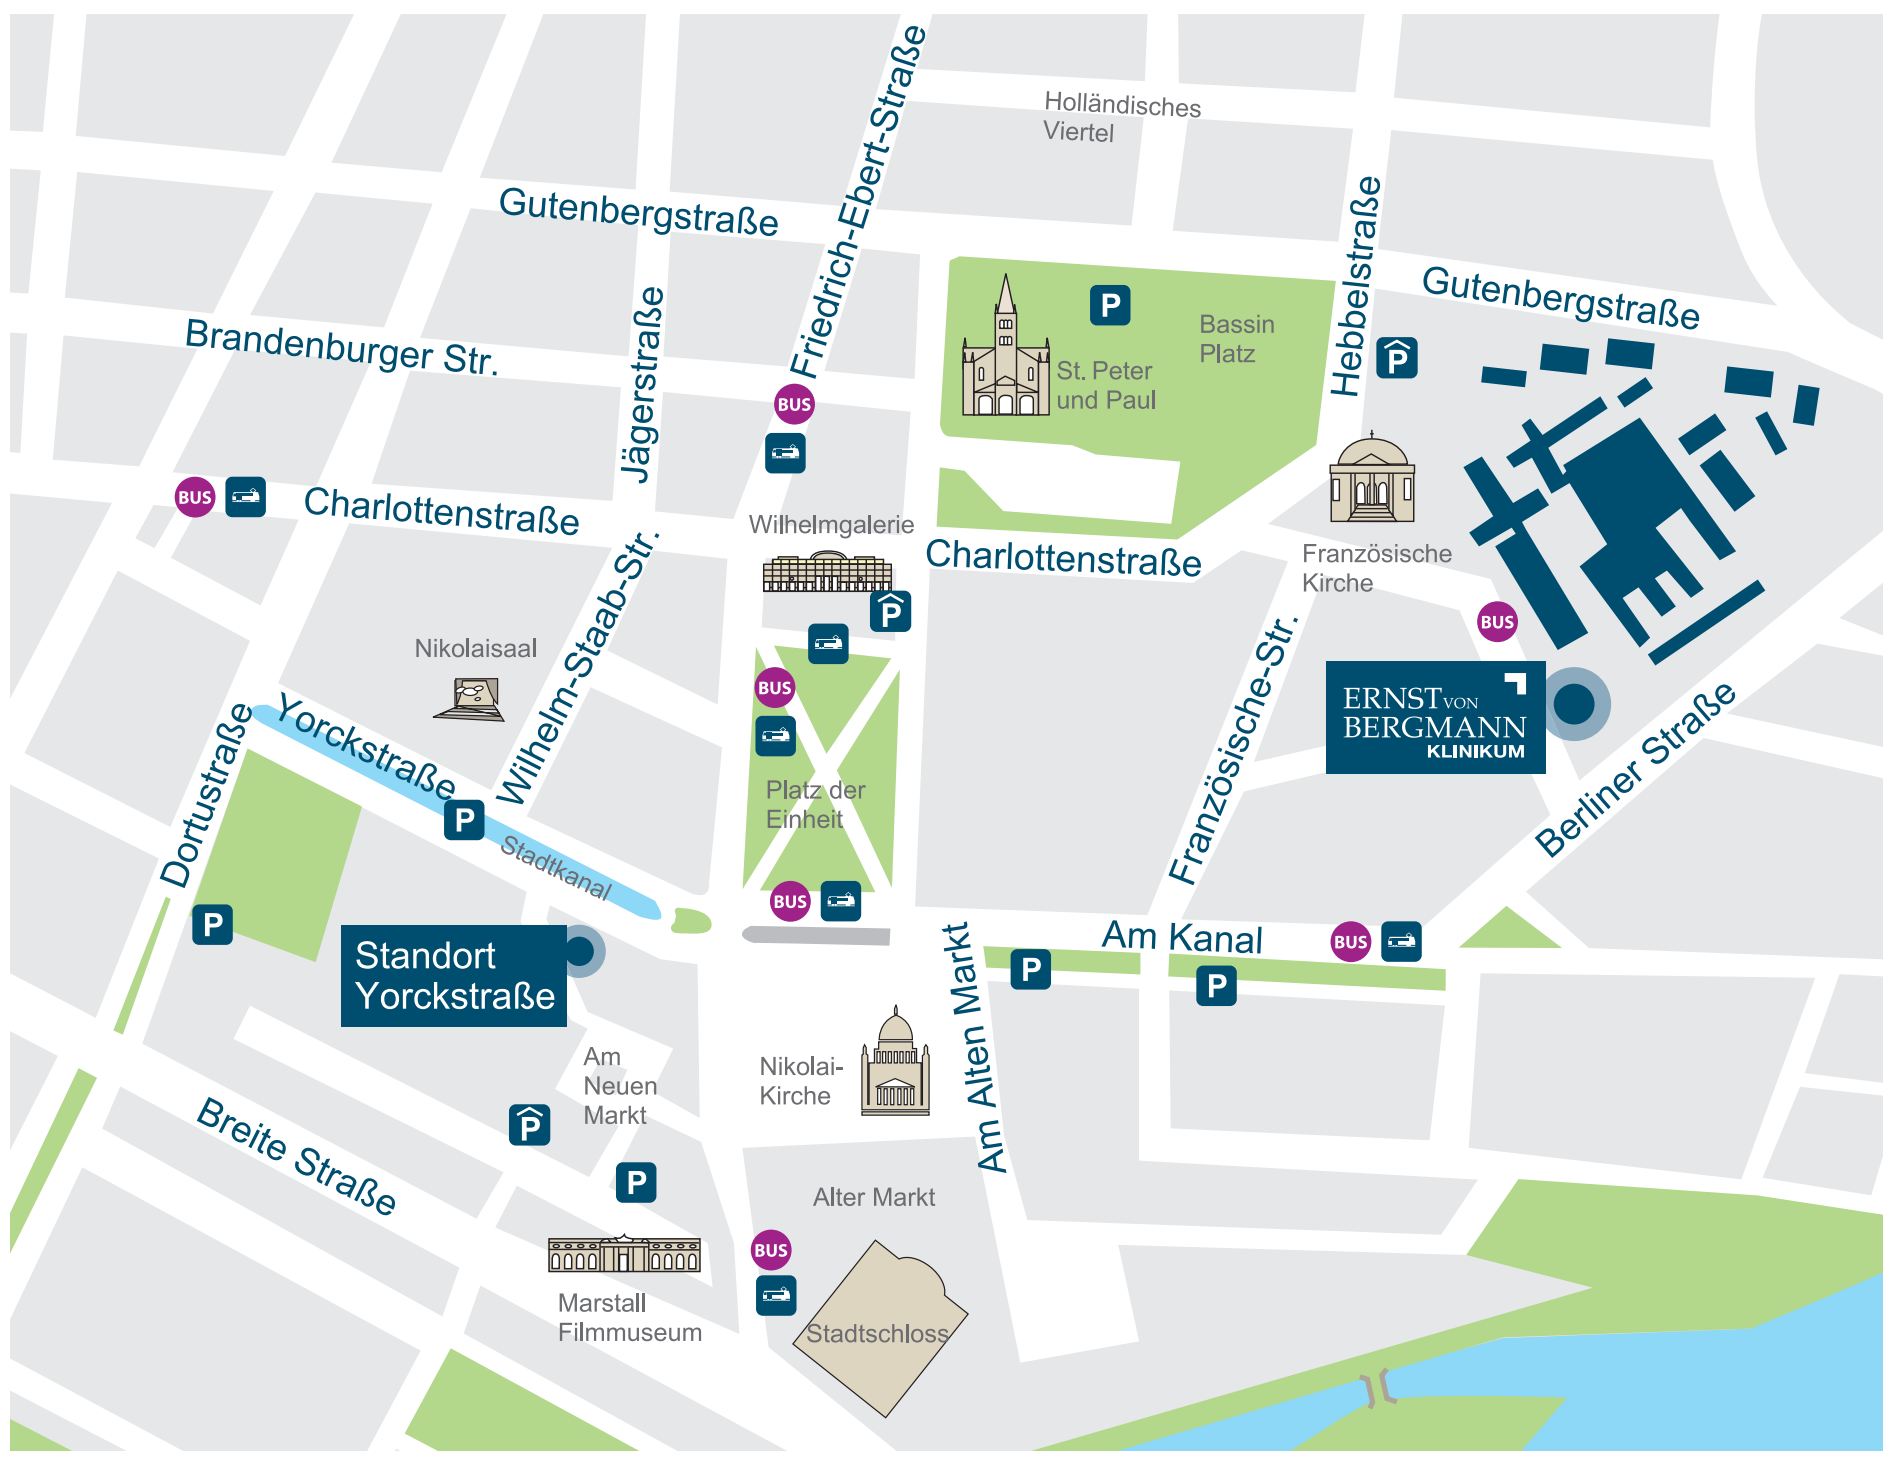 Friedrich-Ebert-Straße
Holländisches
Viertel
Gutenbergstraße
Hebbelstraße
Gutenbergstraße
P
Bassin
Platz
Jägerstraße
Brandenburger Str.
P
St. Peter
und Paul
BUS
BUS
Charlottenstraße
Wilhelmgalerie
Charlottenstraße
Französische
Kirche
P
BUS
Wilhelm-Staab-Str.
Nikolaisaal
Französische-Str.
BUS
ERNST VON
BERGMANN
KLINIKUM
Yorckstraße
Dortustraße
Berliner Straße
Platz der
Einheit
P
Stadtkanal
BUS
P
Am Kanal
BUS
Standort
Yorckstraße
P
P
Am Alten Markt
Am
Neuen
Markt
Nikolai-
Kirche
P
Breite Straße
P
Alter Markt
BUS
Marstall
Filmmuseum
Stadtschloss